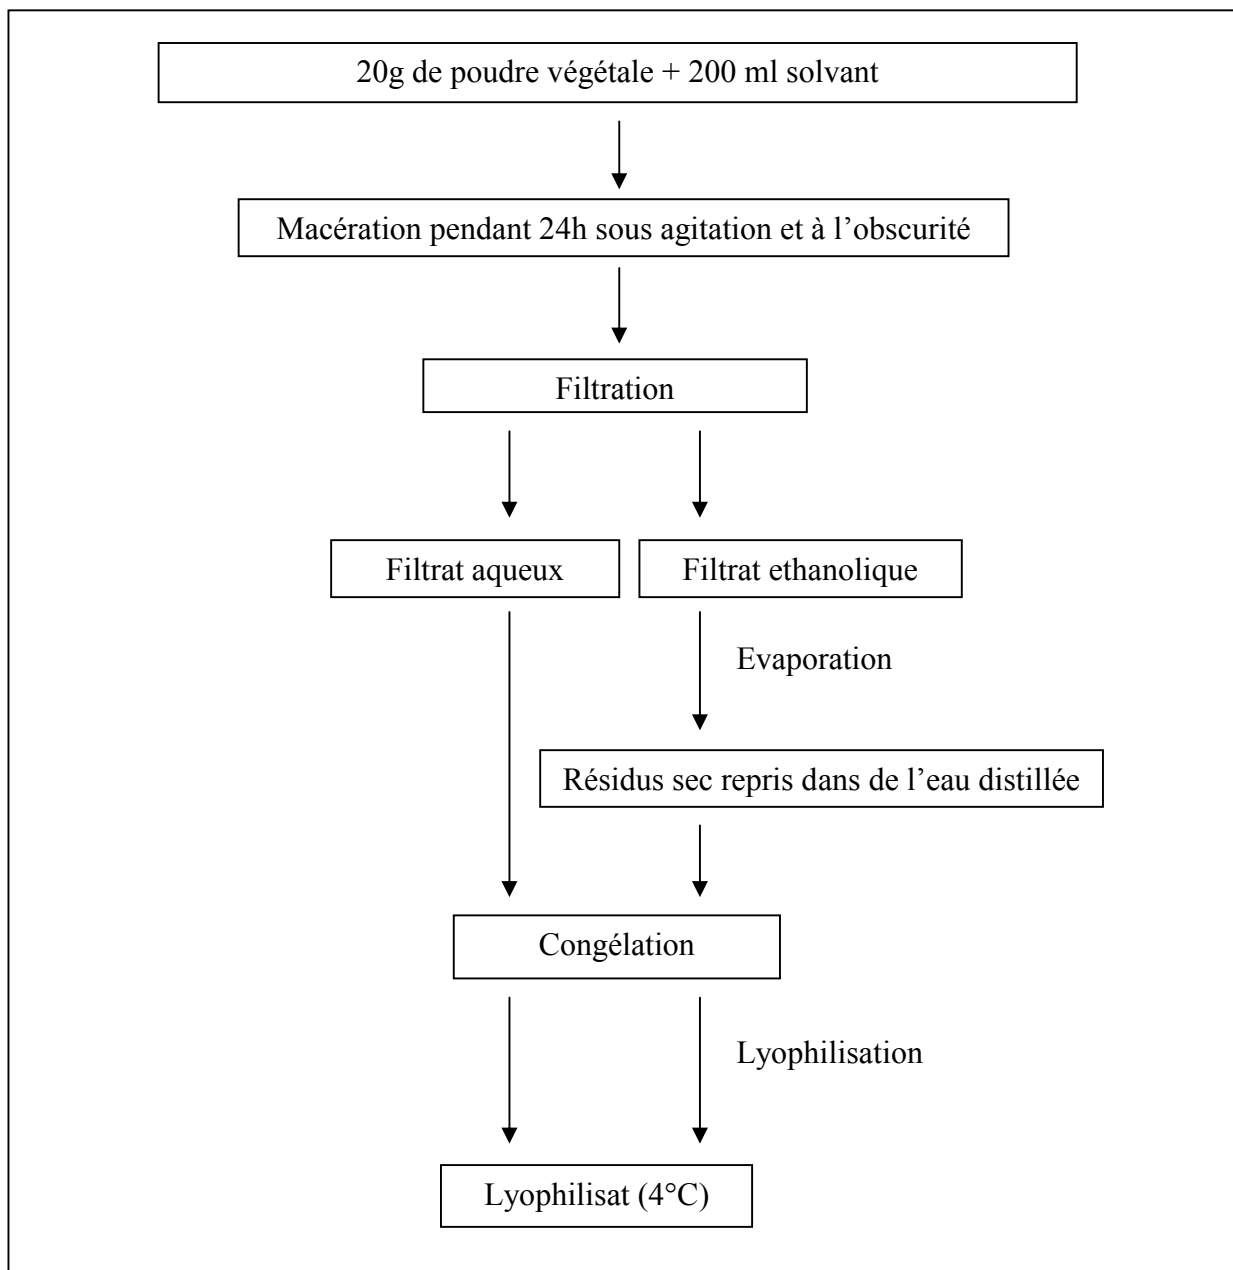 20g de poudre végétale + 200 ml solvant
Macération pendant 24h sous agitation et à l’obscurité
Filtration
Filtrat aqueux
Filtrat ethanolique
Evaporation
Résidus sec repris dans de l’eau distillée
Congélation
Lyophilisation
Lyophilisat (4°C)